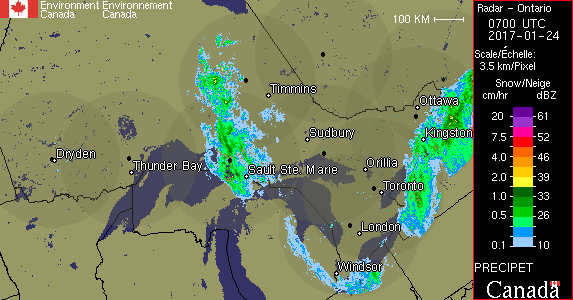 Environment Environnement
Canada Canada
100 KM
Timmins
Ottawa
Sudbury
Kingston
Dryden
Thunder Bay
Sault Ste. Marie
Orillia
Toronto
London
Windsor
Radar - Ontario
0700 UTC
2017-01-24
Scale/Échelle:
3.5 km/Pixel
Snow/Neige
cm/hr dBZ
20 61
7.5 52
4.0 46
2.0 39
1.0 33
0.5 26
0.1 10
PRECIPET
Canada